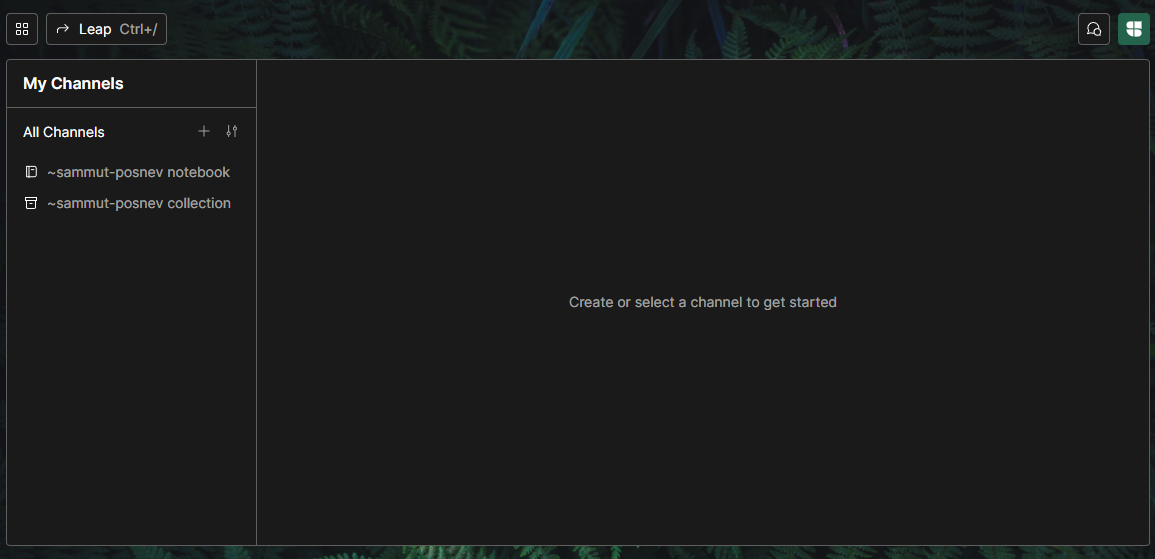 Leap Ctrl+/
My Channels
All Channels
~sammut-posnev notebook
~sammut-posnev collection
Create or select a channel to get started